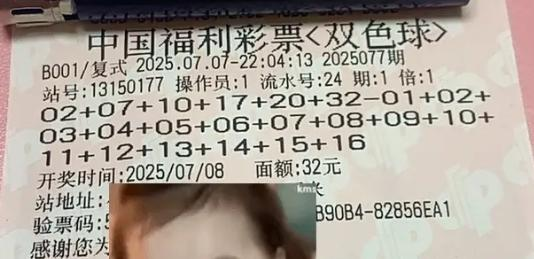 中国福利彩票<双色球>
B001/复式 2025.07.07-22:04:13 2025077期
站号:13150177 操作员:1 流水号:24 期:1 倍:1
02+07+10+17+20+32-01+02+
03+04+05+06+07+08+09+10+
11+12+13+14+15+16
开奖时间:2025/07/08 面额:32元
kms
站地址:
验票码:5 B90B4-82856EA1
感谢您为